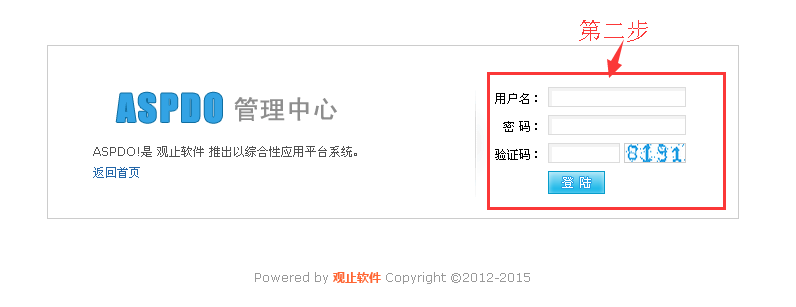 第二步
ASPDO 管理中心
ASPDO!是 观止软件 推出以综合性应用平台系统。
返回首页
用户名：
密 码：
验证码： 8191
登 陆
Powered by 观止软件 Copyright ©2012-2015